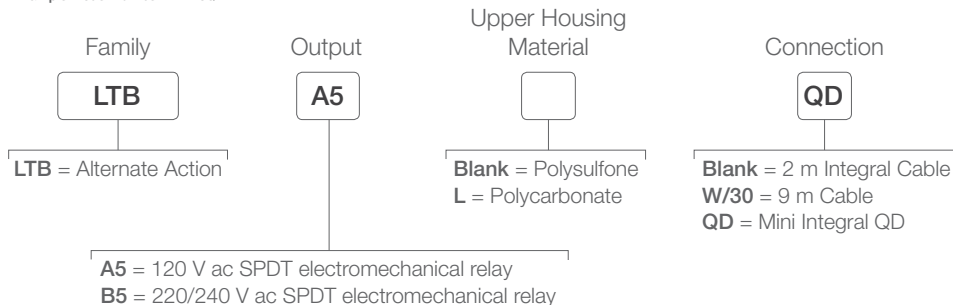 Family
Output
Upper Housing
Material
Connection
LTB
A5
QD
LTB = Alternate Action
Blank = Polysulfone
L = Polycarbonate
Blank = 2 m Integral Cable
W/30 = 9 m Cable
QD = Mini Integral QD
A5 = 120 V ac SPDT electromechanical relay
B5 = 220/240 V ac SPDT electromechanical relay